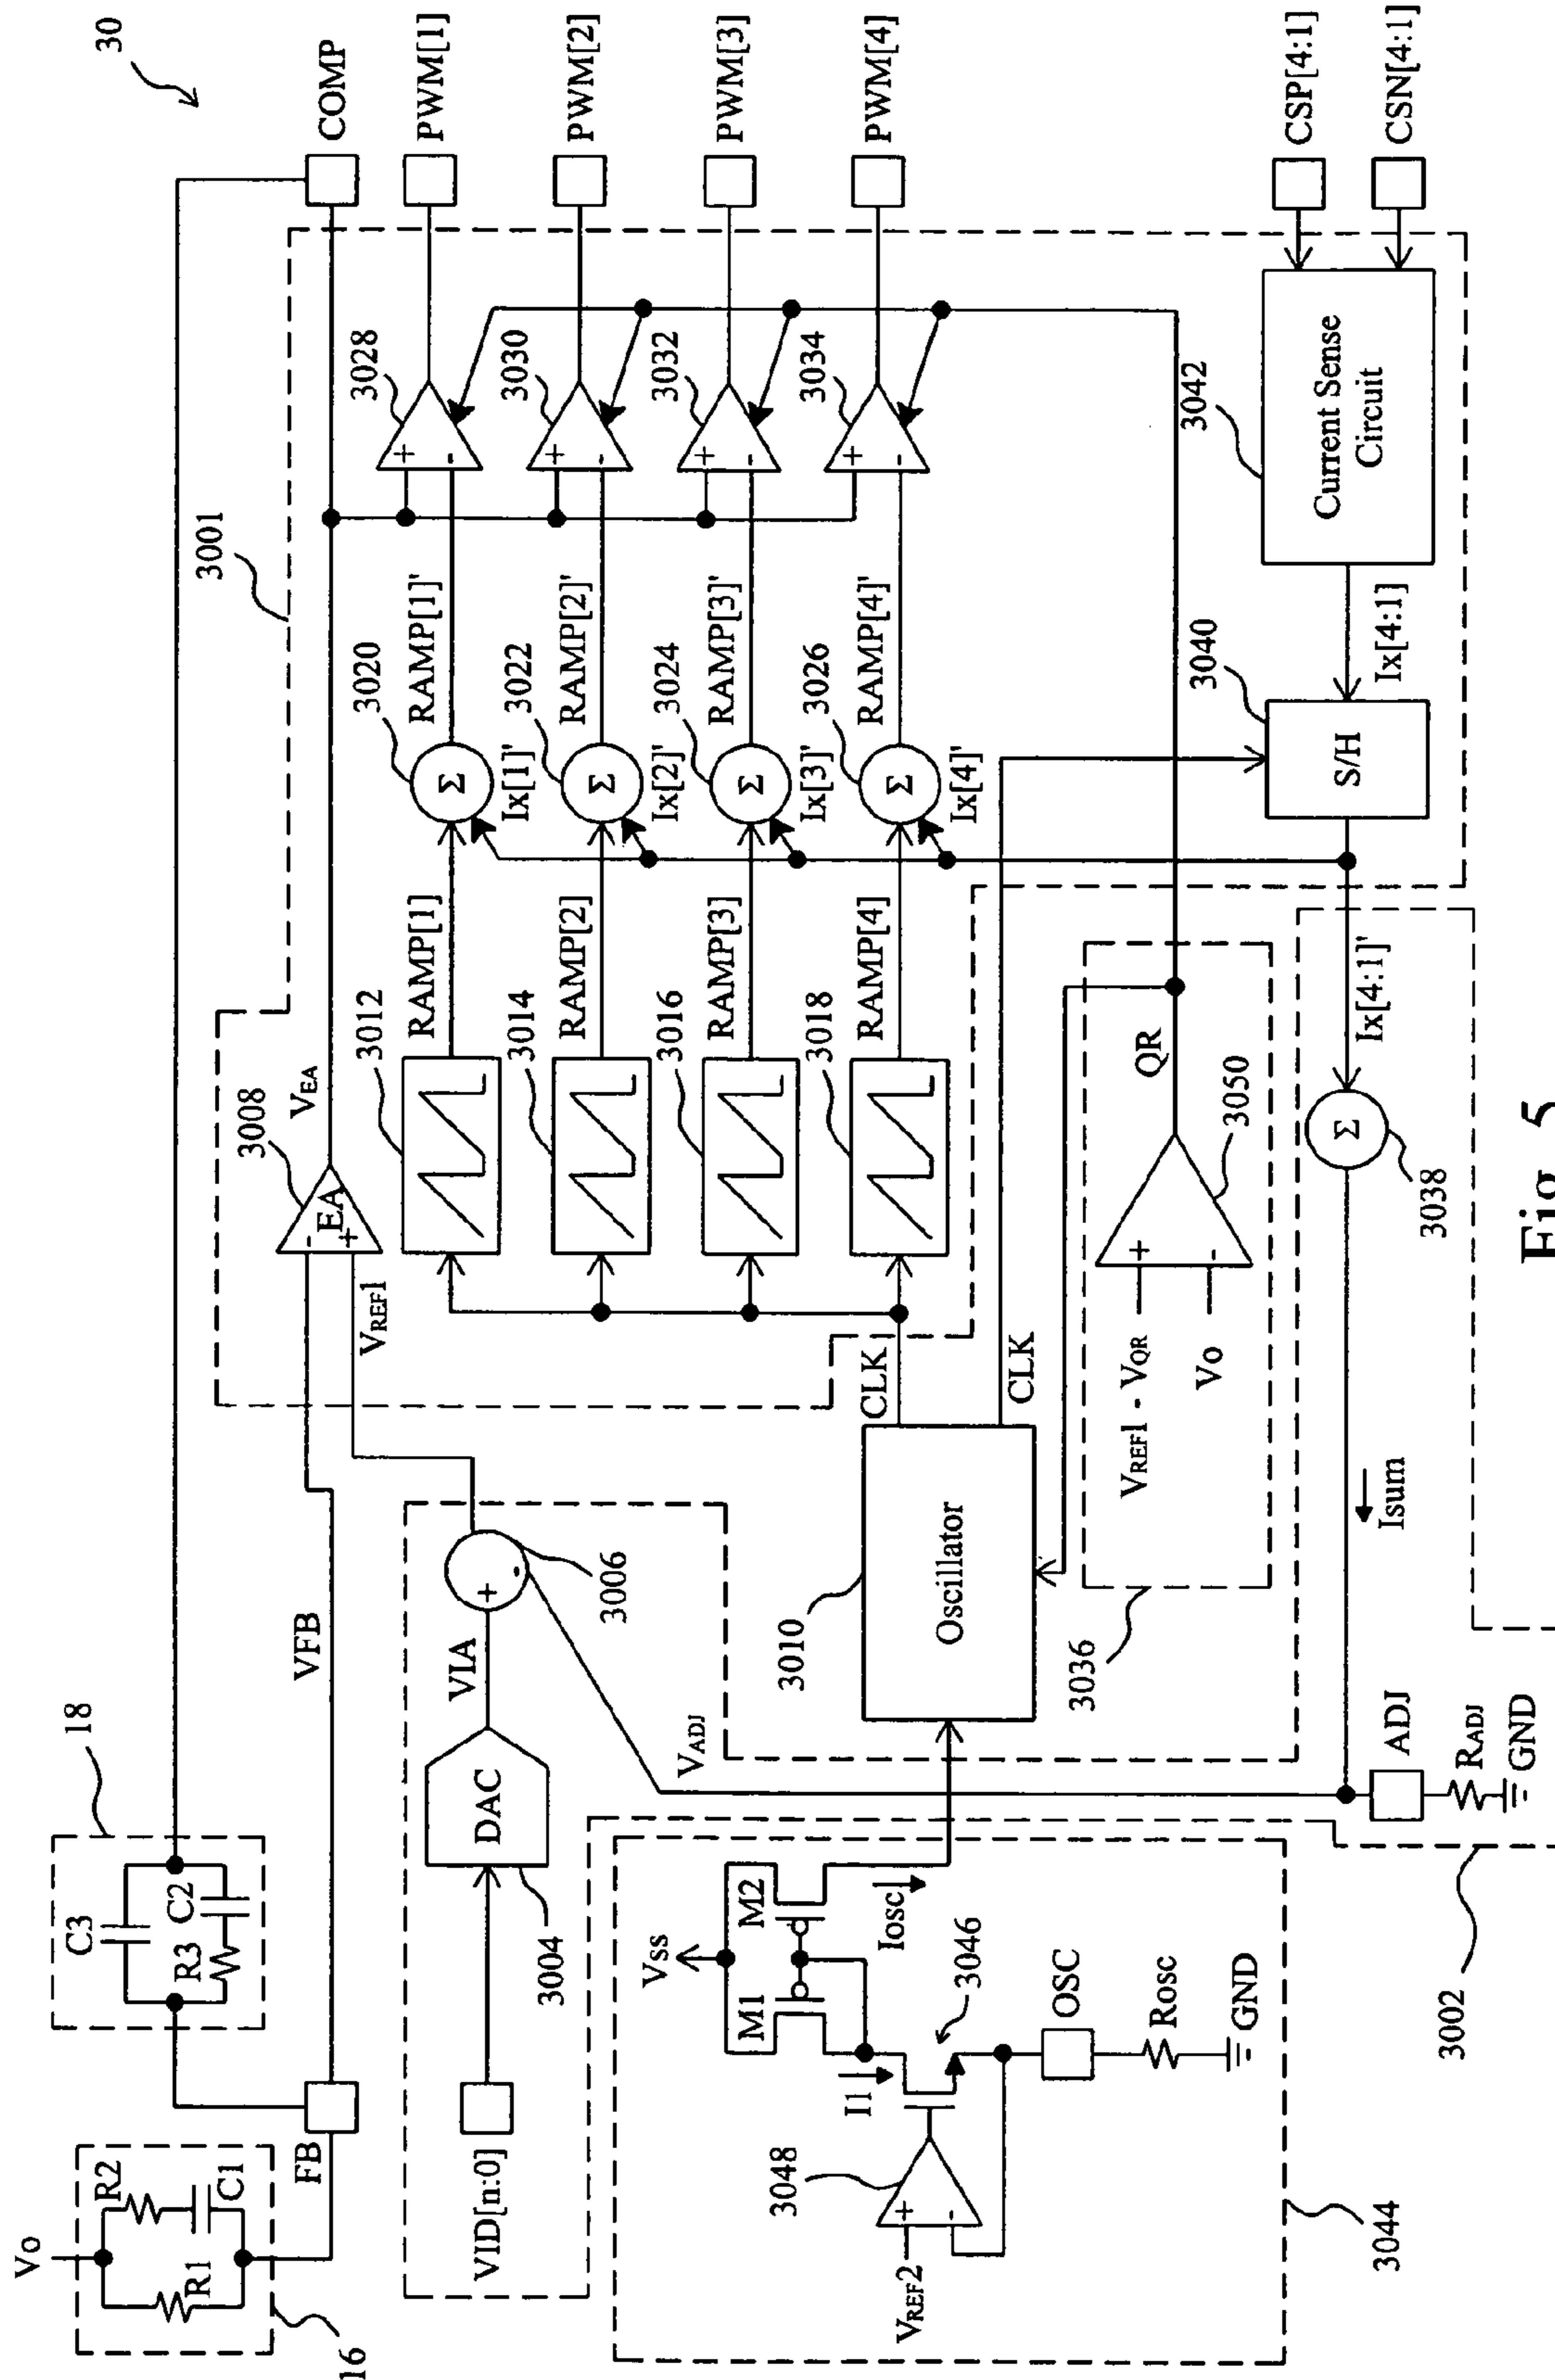 30
COMP
PWM[1]
PWM[2]
PWM[3]
PWM[4]
CSP[4:1]
CSN[4:1]
3001
3028
3030
3032
3034
+
-
+
-
+
-
+
-
3042
Current Sense
Circuit
3020
3022
3024
3026
RAMP[1]'
RAMP[2]'
RAMP[3]'
RAMP[4]'
Σ
Σ
Σ
Σ
Ix[1]'
Ix[2]'
Ix[3]'
Ix[4]'
3040
Ix[4:1]
S/H
RAMP[1]
RAMP[2]
RAMP[3]
RAMP[4]
3012
3014
3016
3018
VEA
3008
EA
-
+
VREF1
QR
3050
+
-
VREF1 - VQR
Vo
Ix[4:1]'
Σ
3038
CLK
CLK
Isum
3010
Oscillator
3036
3006
+
-
VIA
VADJ
DAC
3004
VID[n:0]
VFB
18
C3
C2
R3
FB
Vo
R2
C1
R1
16
ADJ
RADJ
GND
Vss
M1
M2
Iosc
I1
3046
3048
+
-
VREF2
OSC
Rosc
GND
3044
3002
Fig. 5